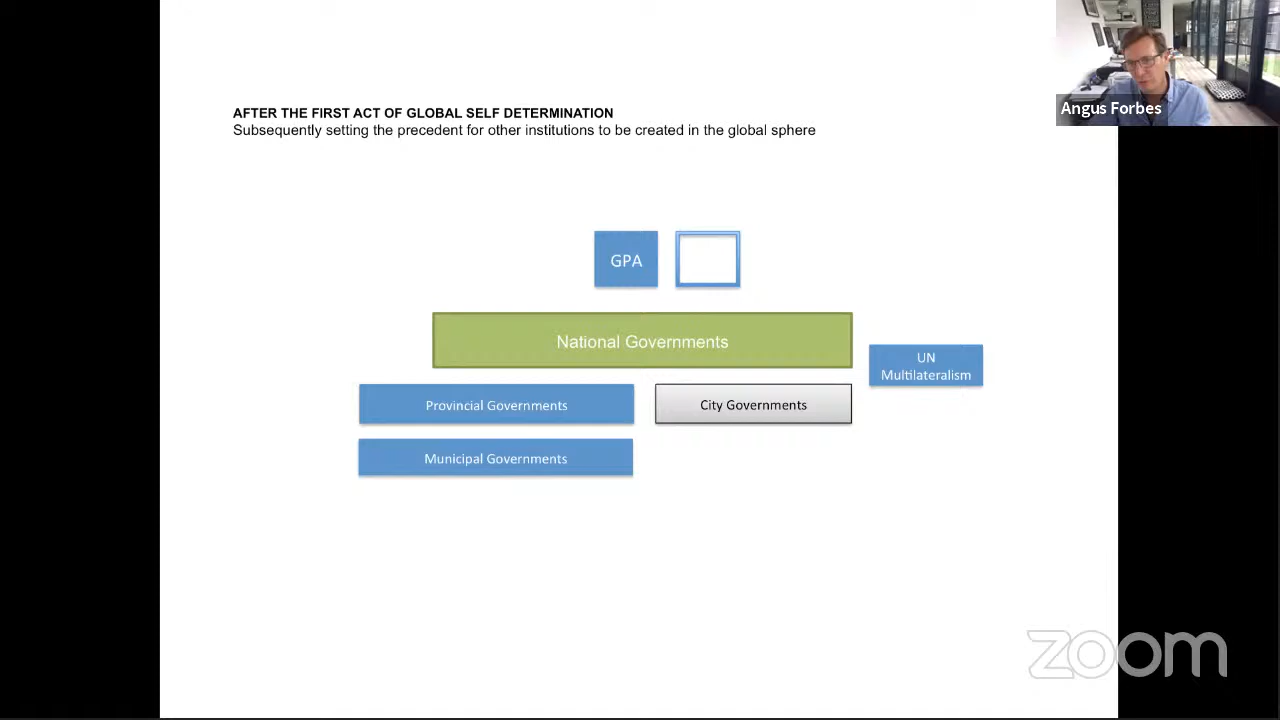 Angus Forbes
AFTER THE FIRST ACT OF GLOBAL SELF DETERMINATION
Subsequently setting the precedent for other institutions to be created in the global sphere
GPA
National Governments
UN
Multilateralism
Provincial Governments
City Governments
Municipal Governments
zoom